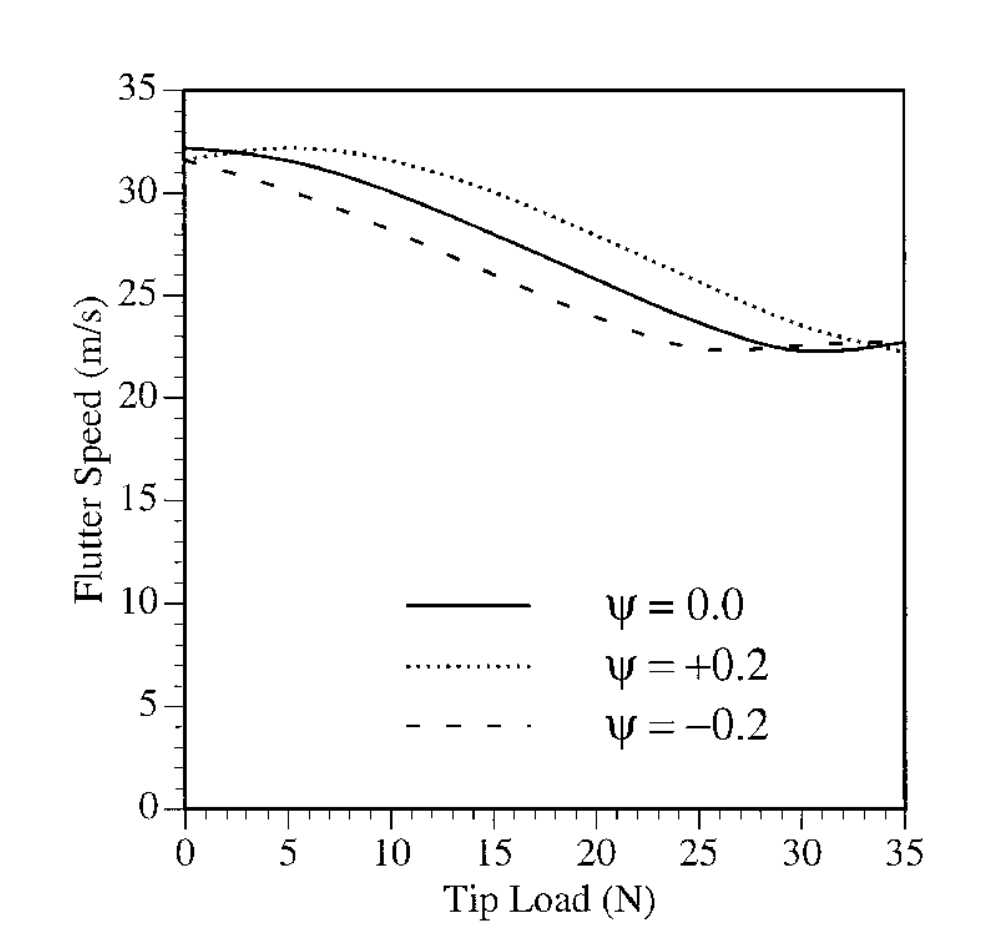 35
30
25
20
15
10
5
0
Flutter Speed (m/s)
ψ = 0.0
ψ = +0.2
ψ = −0.2
0 5 10 15 20 25 30 35
Tip Load (N)